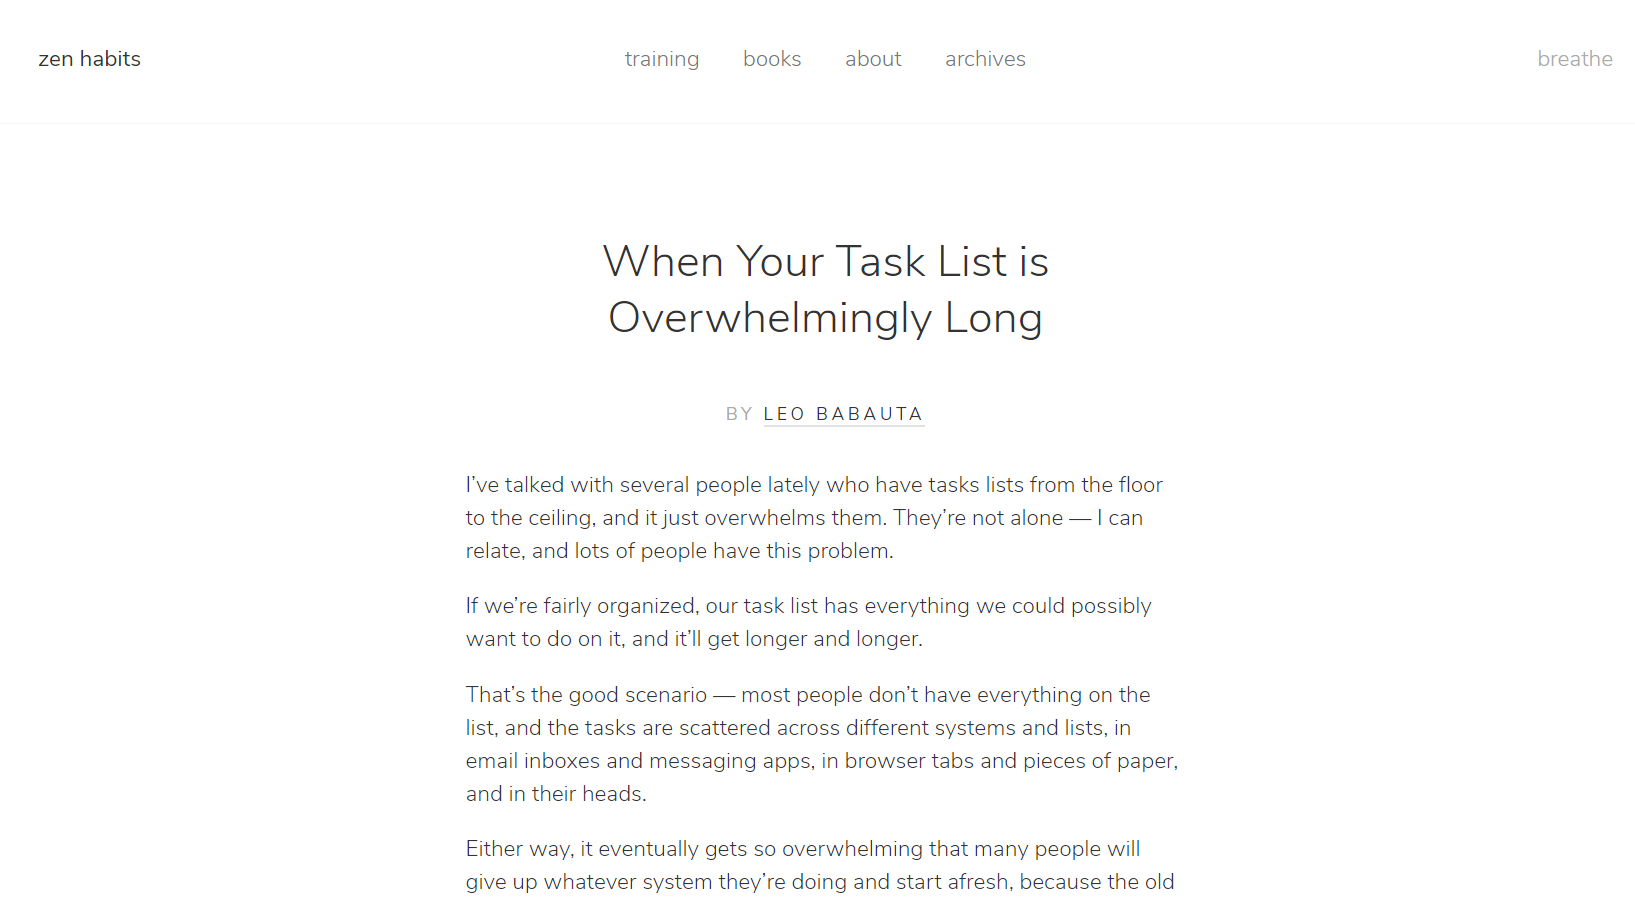 zen habits
training books about archives
breathe
When Your Task List is
Overwhelmingly Long
BY LEO BABAUTA
I’ve talked with several people lately who have tasks lists from the floor
to the ceiling, and it just overwhelms them. They’re not alone — I can
relate, and lots of people have this problem.
If we’re fairly organized, our task list has everything we could possibly
want to do on it, and it’ll get longer and longer.
That’s the good scenario — most people don’t have everything on the
list, and the tasks are scattered across different systems and lists, in
email inboxes and messaging apps, in browser tabs and pieces of paper,
and in their heads.
Either way, it eventually gets so overwhelming that many people will
give up whatever system they’re doing and start afresh, because the old